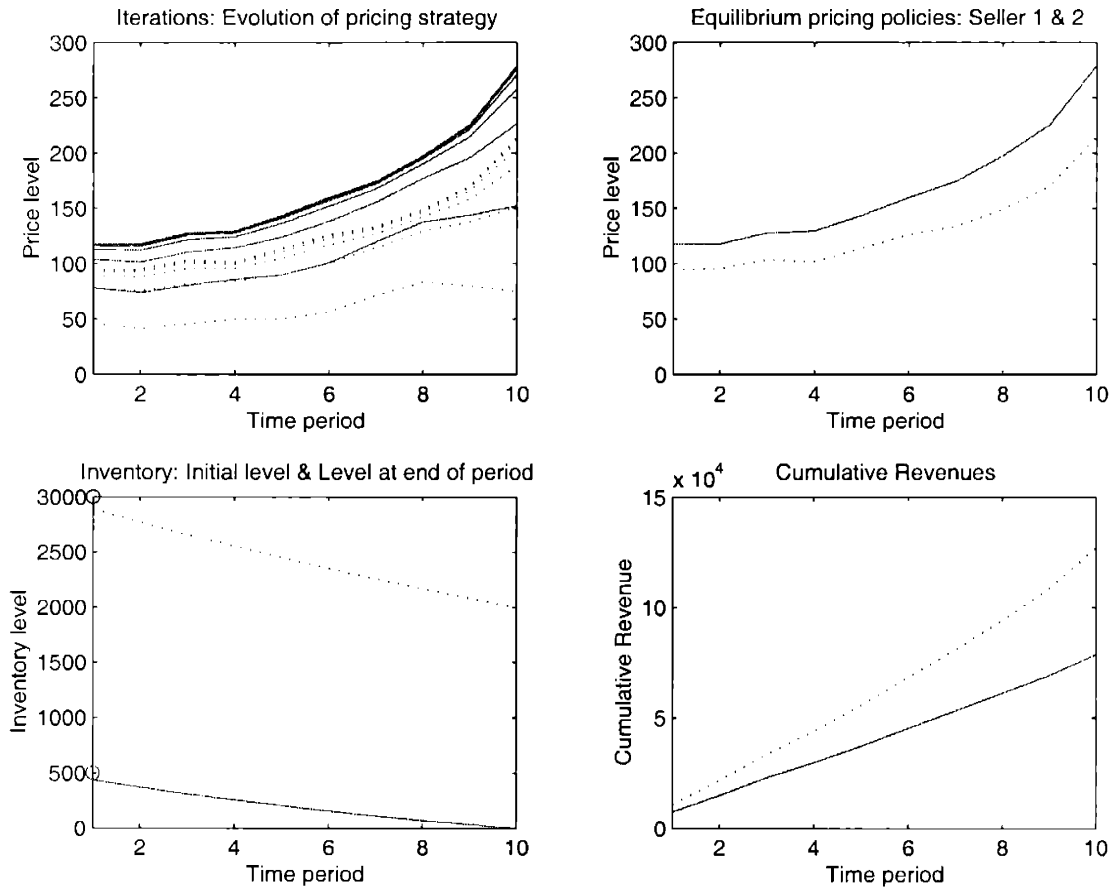 Iterations: Evolution of pricing strategy
300
250
200
150
100
50
0
Price level
2 4 6 8 10
Time period
Equilibrium pricing policies: Seller 1 & 2
300
250
200
150
100
50
0
Price level
2 4 6 8 10
Time period
Inventory: Initial level & Level at end of period
3000
2500
2000
1500
1000
500
0
Inventory level
2 4 6 8 10
Time period
x 10^4
Cumulative Revenues
15
10
5
0
Cumulative Revenue
2 4 6 8 10
Time period